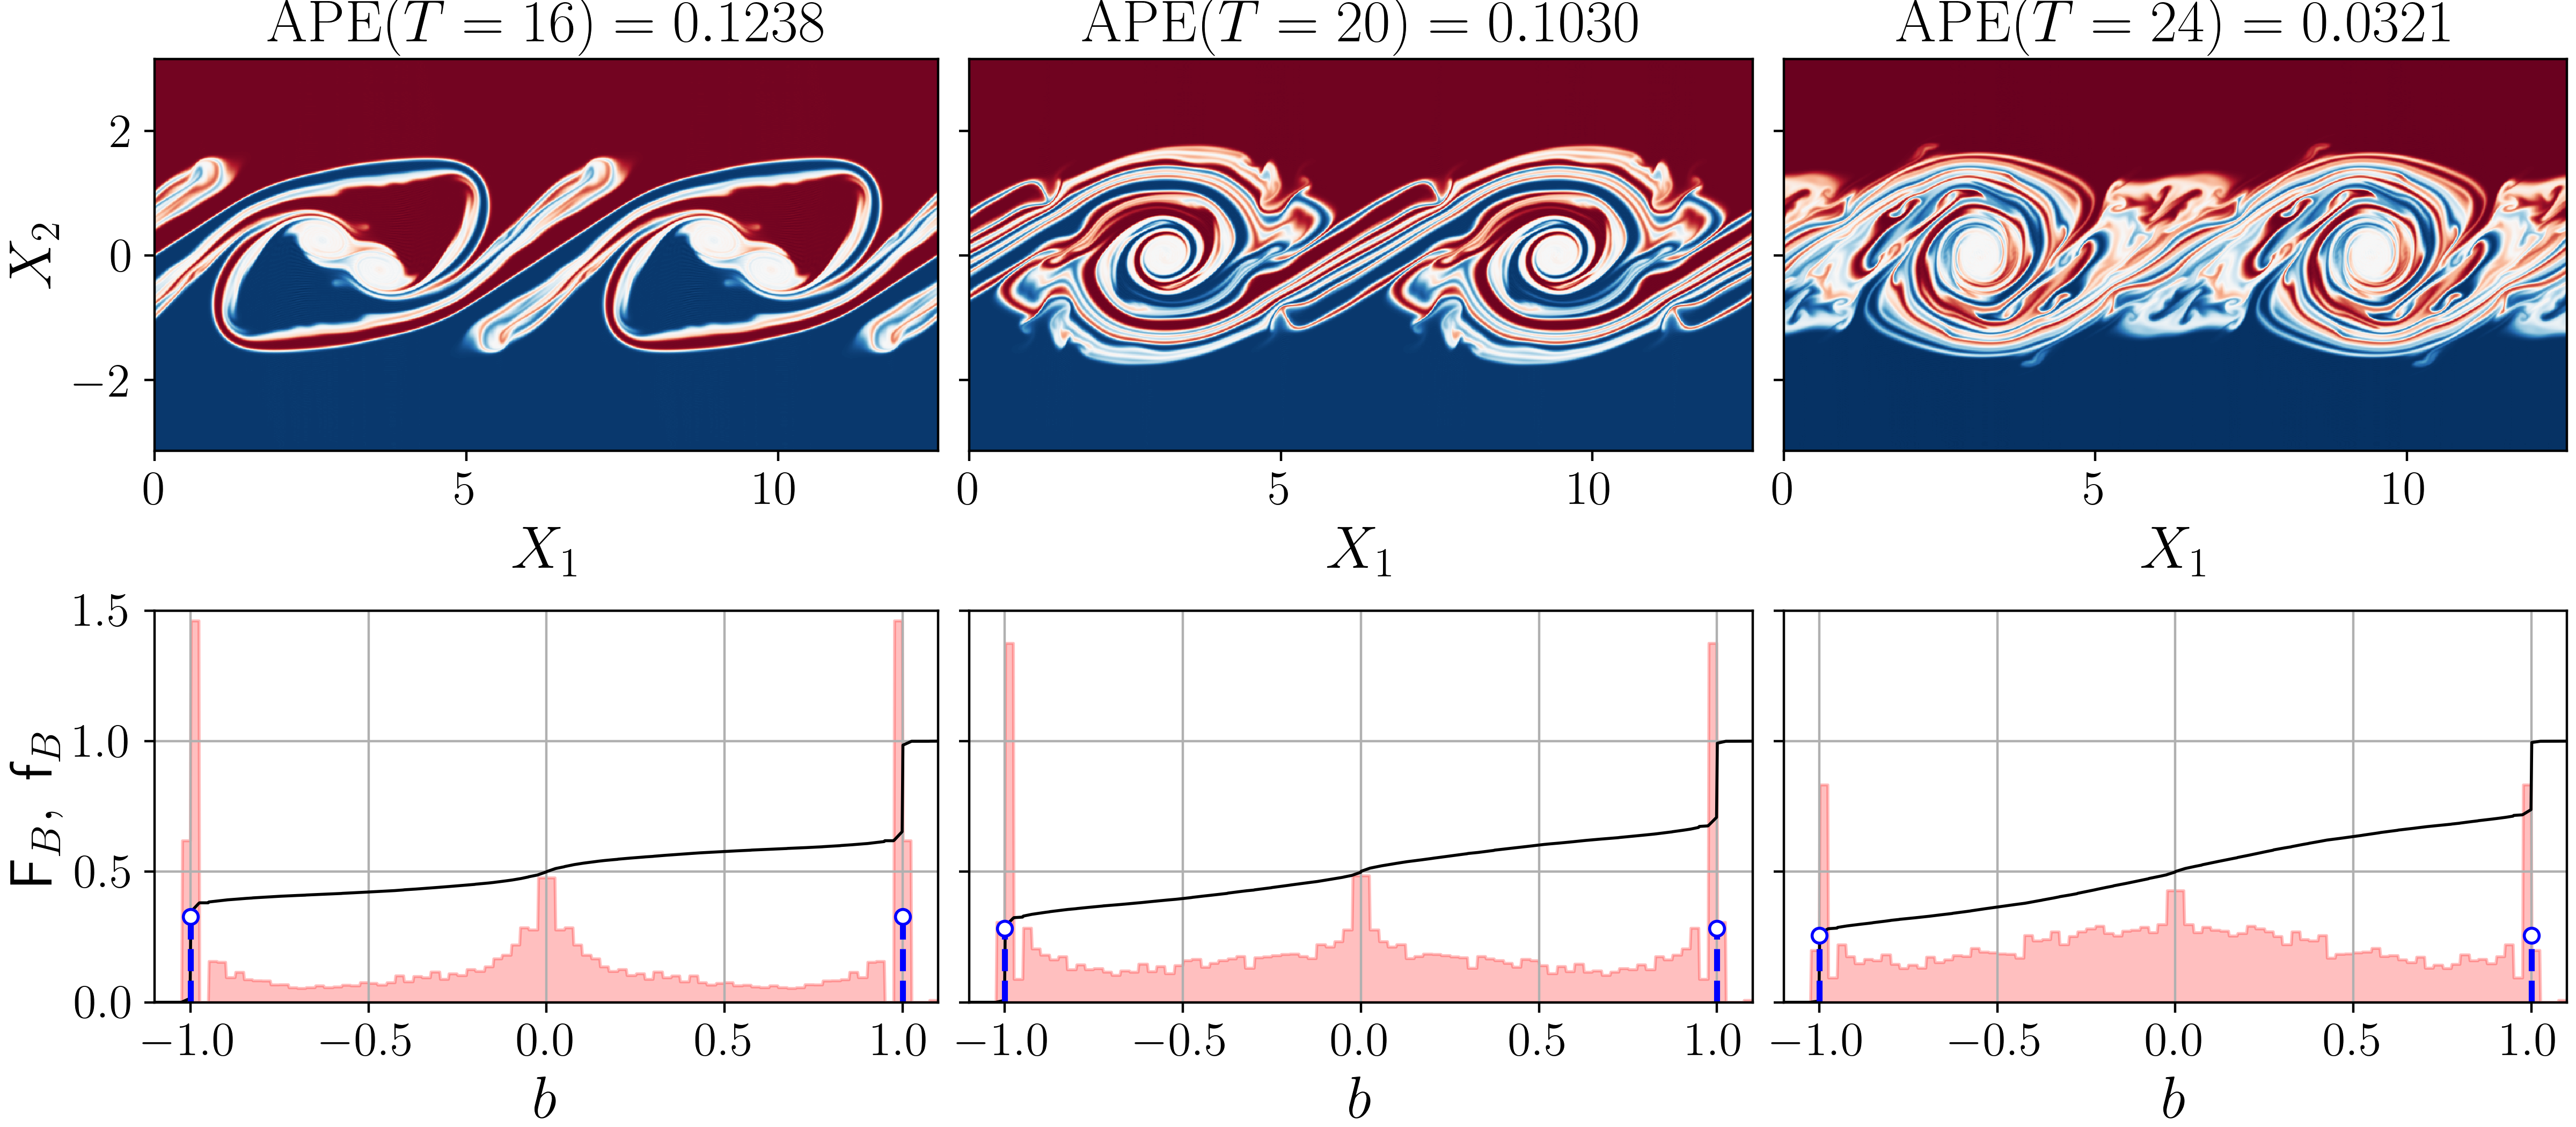 APE(T = 16) = 0.1238
APE(T = 20) = 0.1030
APE(T = 24) = 0.0321
X₂
2
0
−2
0 5 10
0 5 10
0 5 10
X₁
X₁
X₁
F_B, f_B
1.5
1.0
0.5
0.0
−1.0 −0.5 0.0 0.5 1.0
−1.0 −0.5 0.0 0.5 1.0
−1.0 −0.5 0.0 0.5 1.0
b
b
b